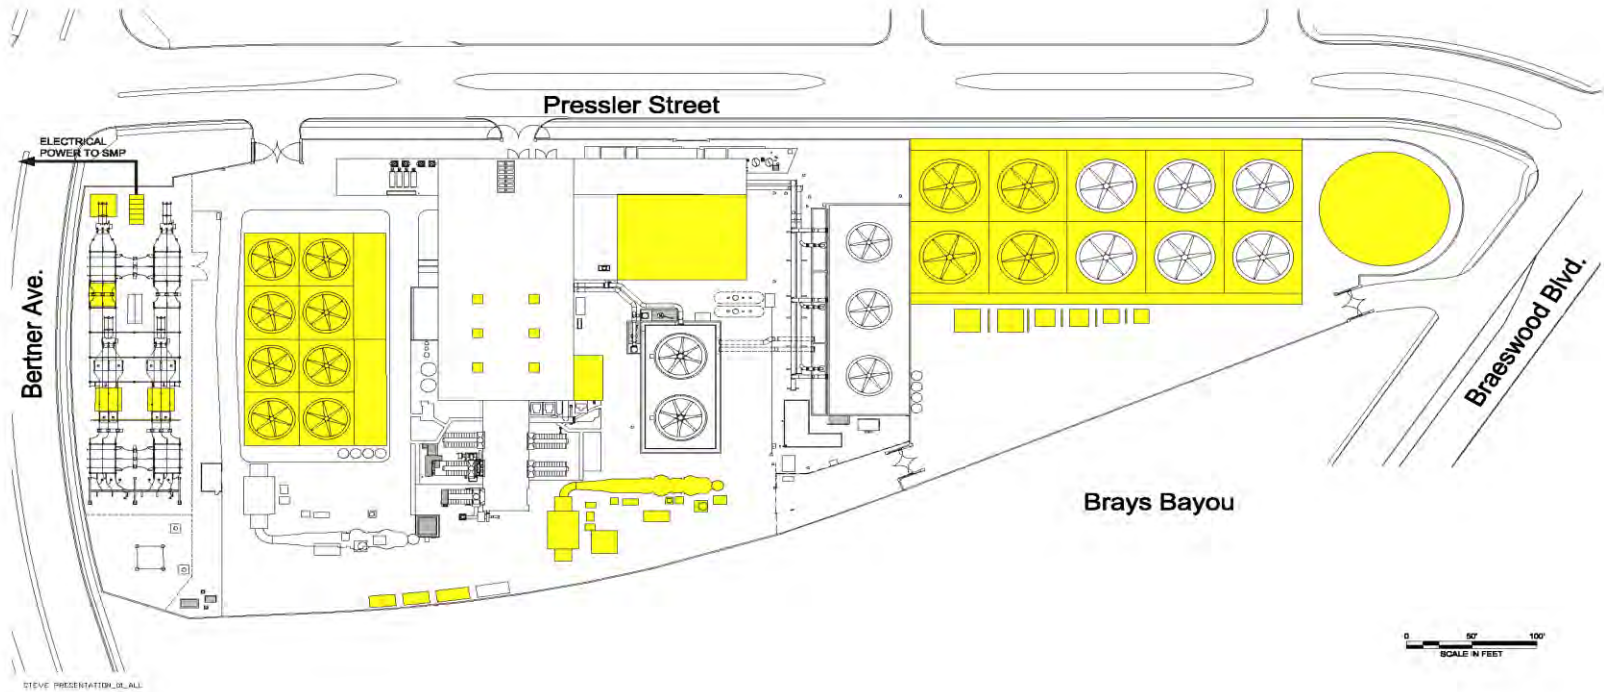 Pressler Street
ELECTRICAL
POWER TO SMP
Bertner Ave.
Braeswood Blvd.
Brays Bayou
0 50' 100'
SCALE IN FEET
STEVE PRESENTATION_01_ALL